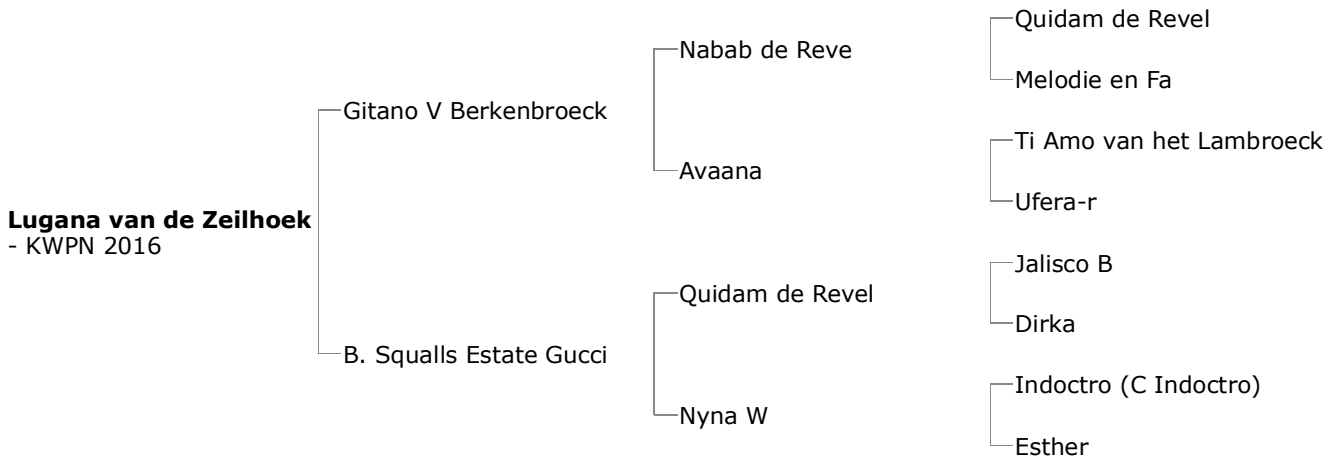 Quidam de Revel
Nabab de Reve
Melodie en Fa
Gitano V Berkenbroeck
Ti Amo van het Lambroeck
Avaana
Ufera-r
Lugana van de Zeilhoek
- KWPN 2016
Jalisco B
Quidam de Revel
Dirka
B. Squalls Estate Gucci
Indoctro (C Indoctro)
Nyna W
Esther